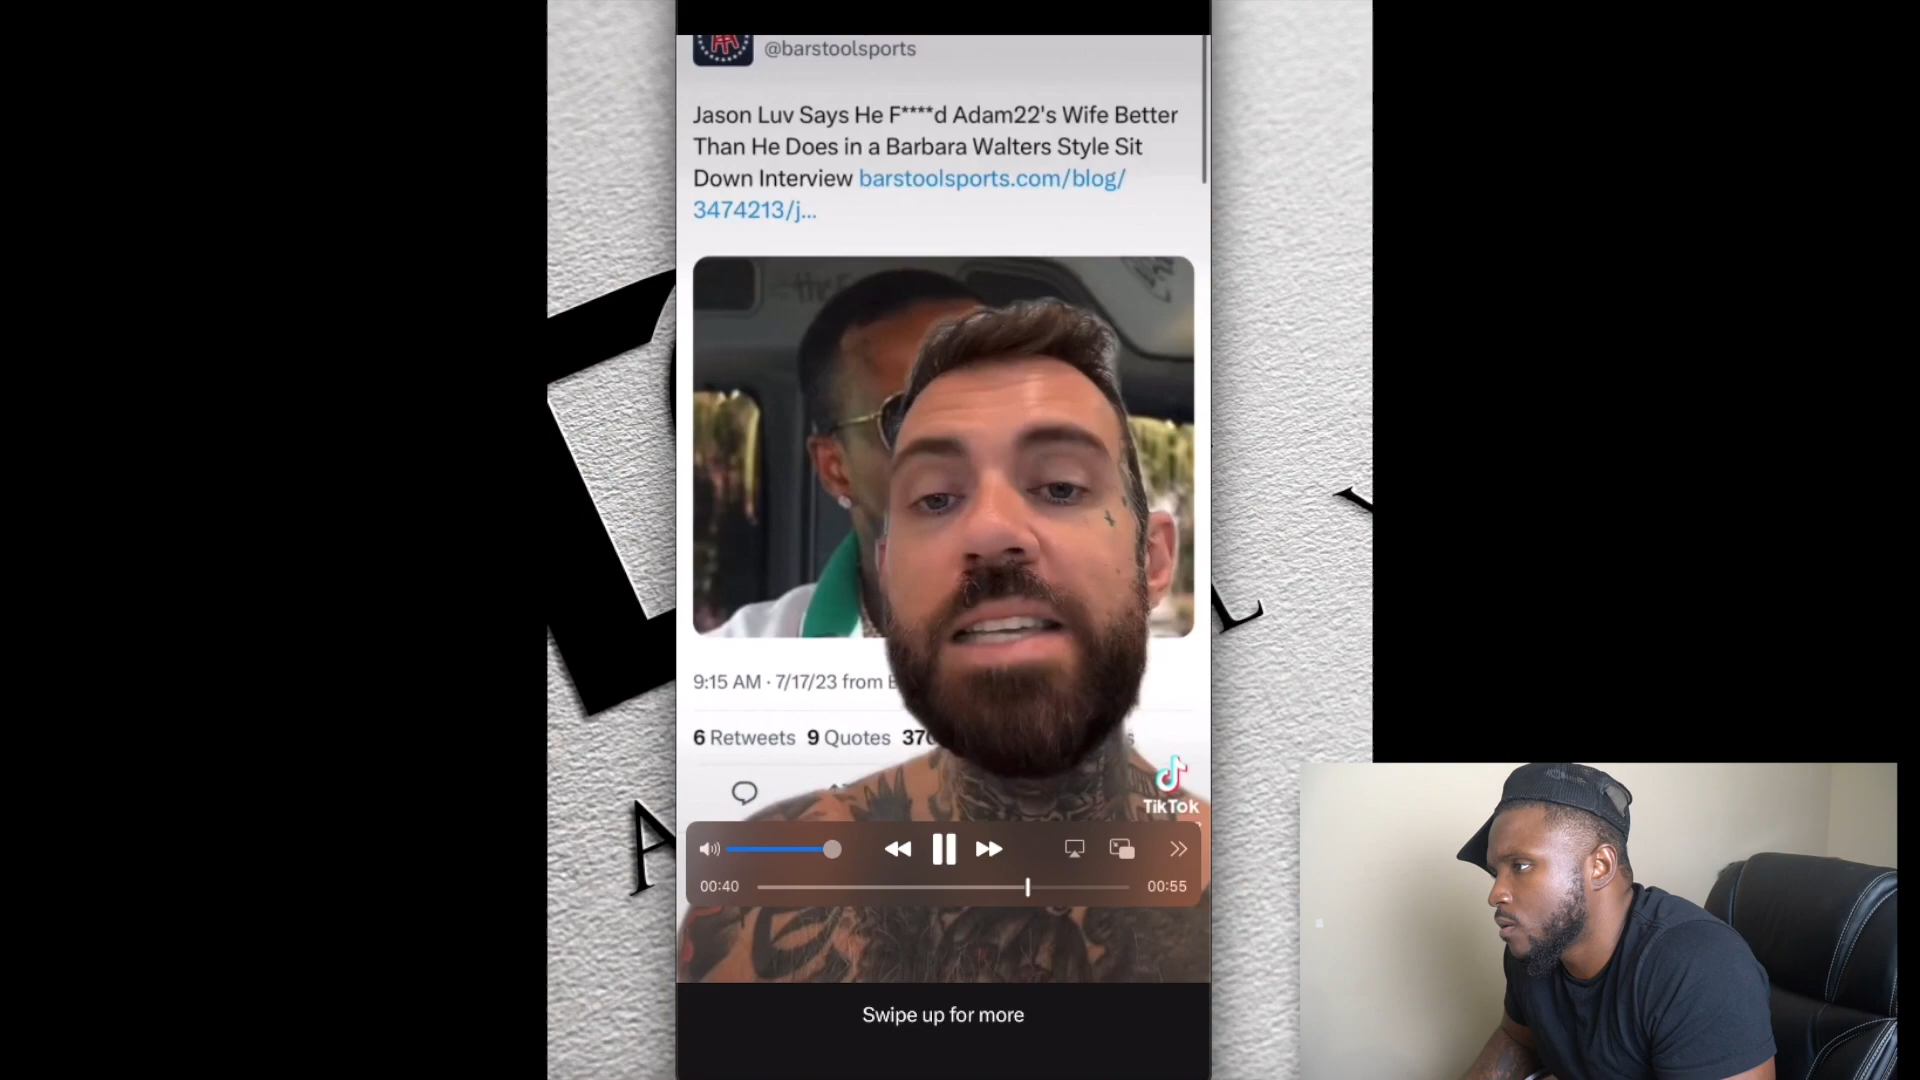 @barstoolsports
Jason Luv Says He F****d Adam22's Wife Better
Than He Does in a Barbara Walters Style Sit
Down Interview barstoolsports.com/blog/
3474213/j...
9:15 AM · 7/17/23 from
6 Retweets 9 Quotes
TikTok
00:40
00:55
Swipe up for more
A
L